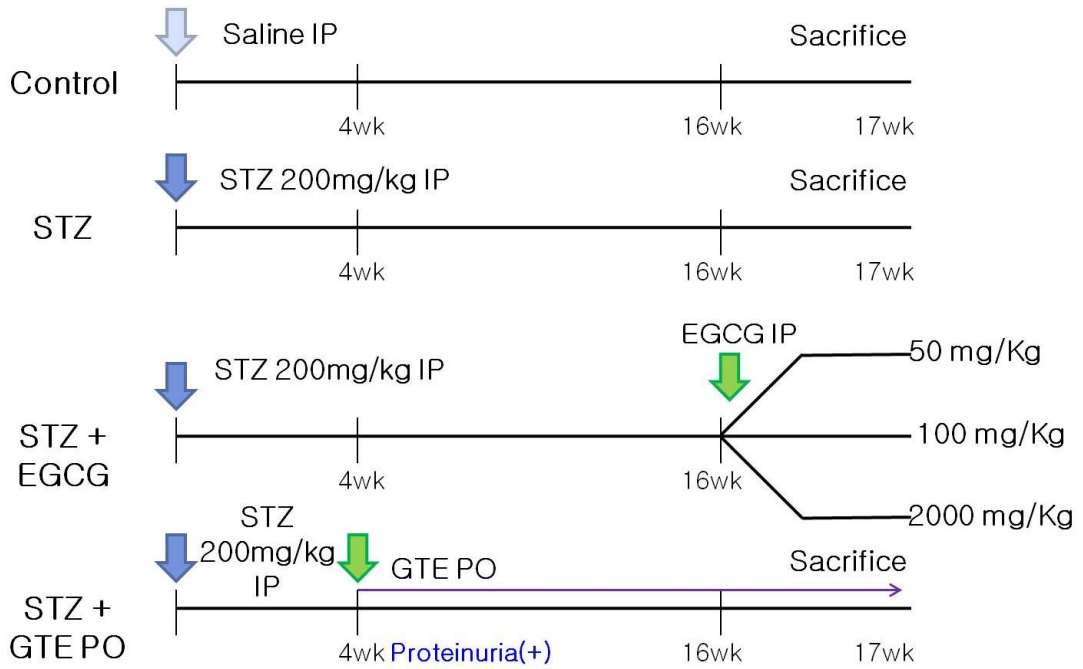 Saline IP
Sacrifice
Control
4wk
16wk
17wk
STZ 200mg/kg IP
Sacrifice
STZ
4wk
16wk
17wk
EGCG IP
STZ 200mg/kg IP
50 mg/Kg
STZ +
EGCG
100 mg/Kg
4wk
16wk
2000 mg/Kg
STZ
200mg/kg
IP
GTE PO
Sacrifice
STZ +
GTE PO
4wk Proteinuria(+)
16wk
17wk